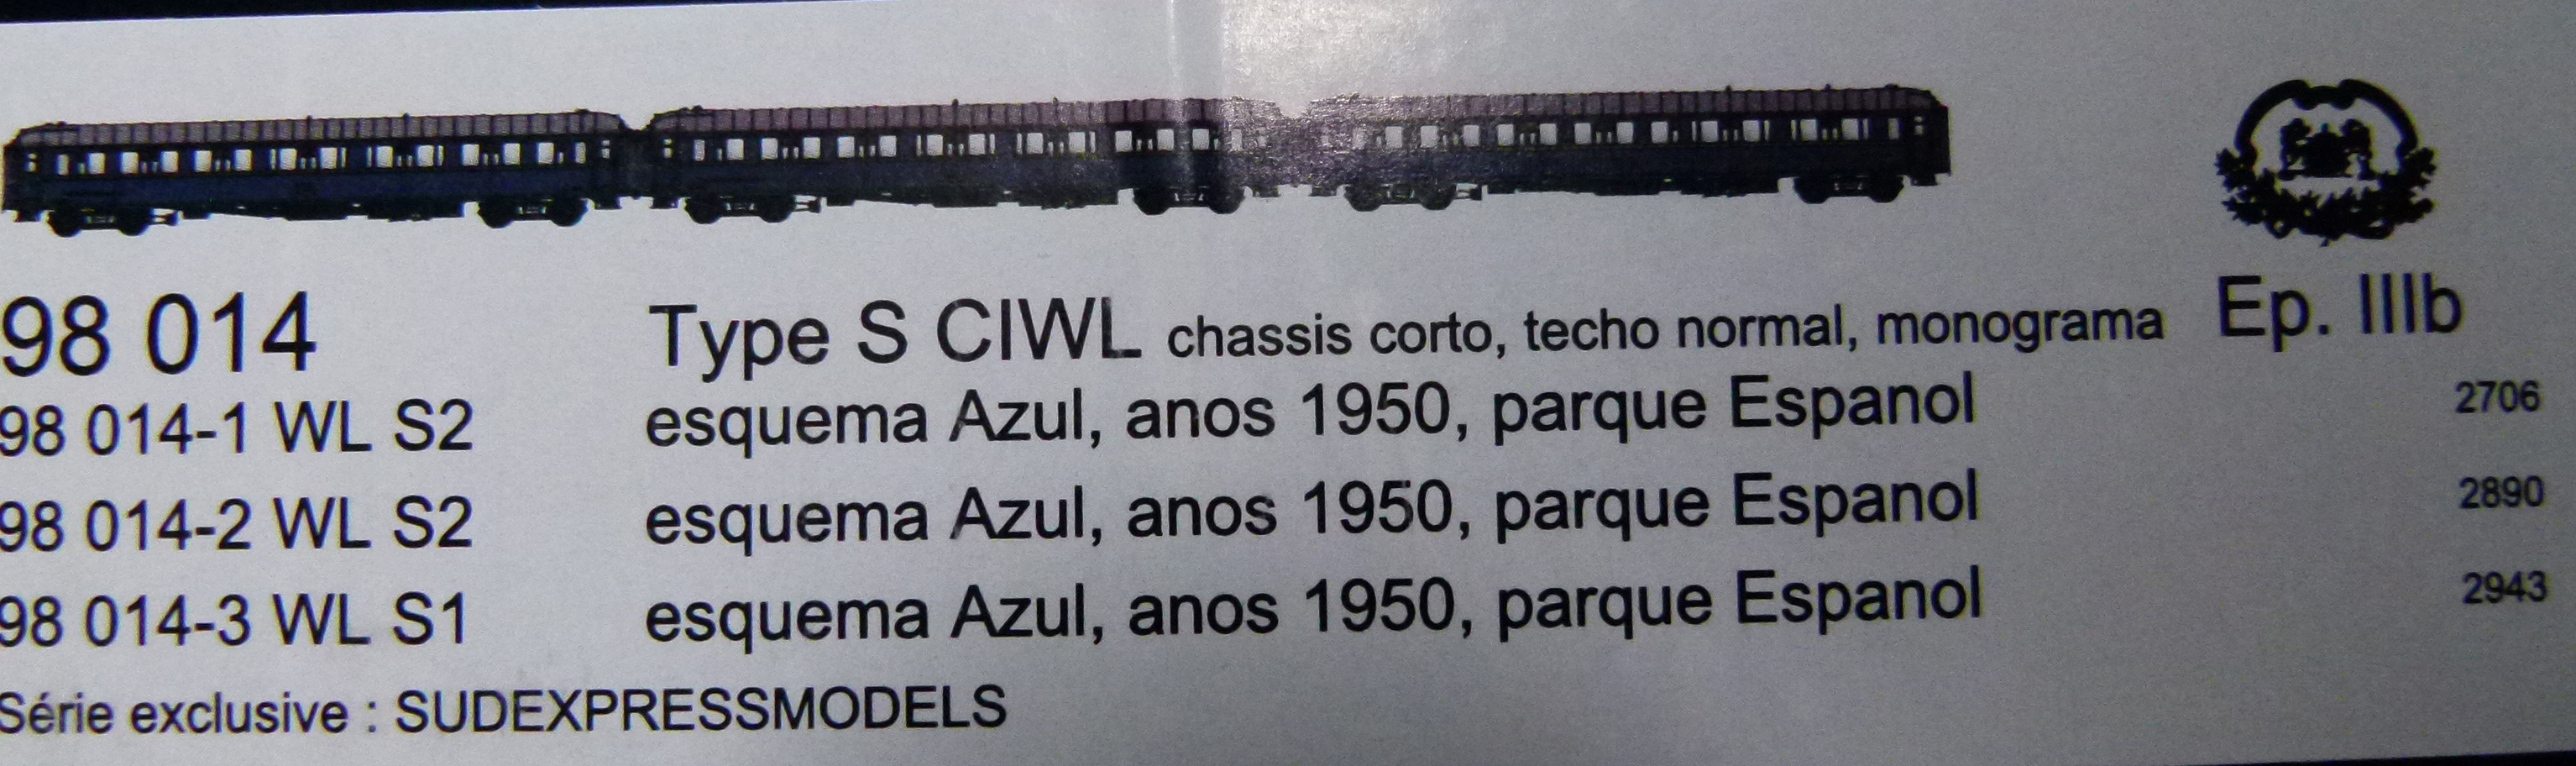 98 014 Type S CIWL chassis corto, techo normal, monograma Ep. IIIb
98 014-1 WL S2 esquema Azul, anos 1950, parque Espanol 2706
98 014-2 WL S2 esquema Azul, anos 1950, parque Espanol 2890
98 014-3 WL S1 esquema Azul, anos 1950, parque Espanol 2943
Série exclusive : SUDEXPRESSMODELS